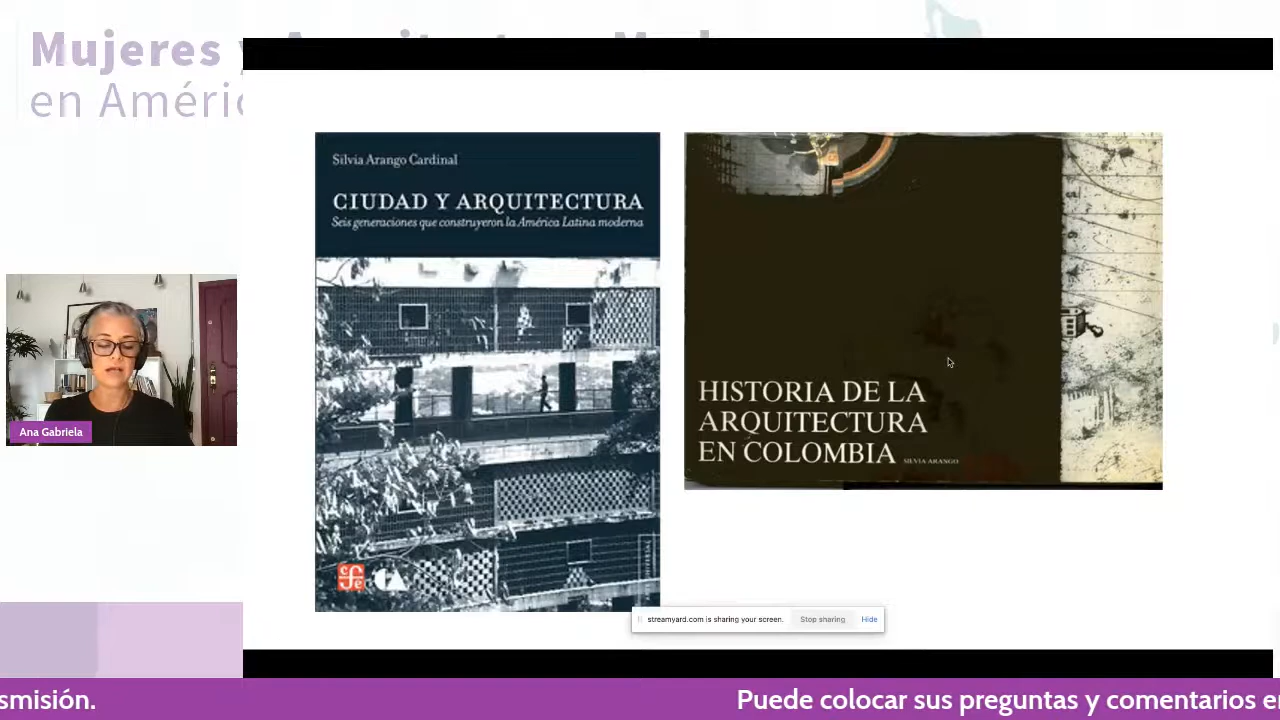 Mujeres
en Améric
Silvia Arango Cardinal
CIUDAD Y ARQUITECTURA
Seis generaciones que construyeron la América Latina moderna
HISTORIA DE LA
ARQUITECTURA
EN COLOMBIA SILVIA ARANGO
Ana Gabriela
streamyard.com is sharing your screen. Stop sharing Hide
smisión. Puede colocar sus preguntas y comentarios en